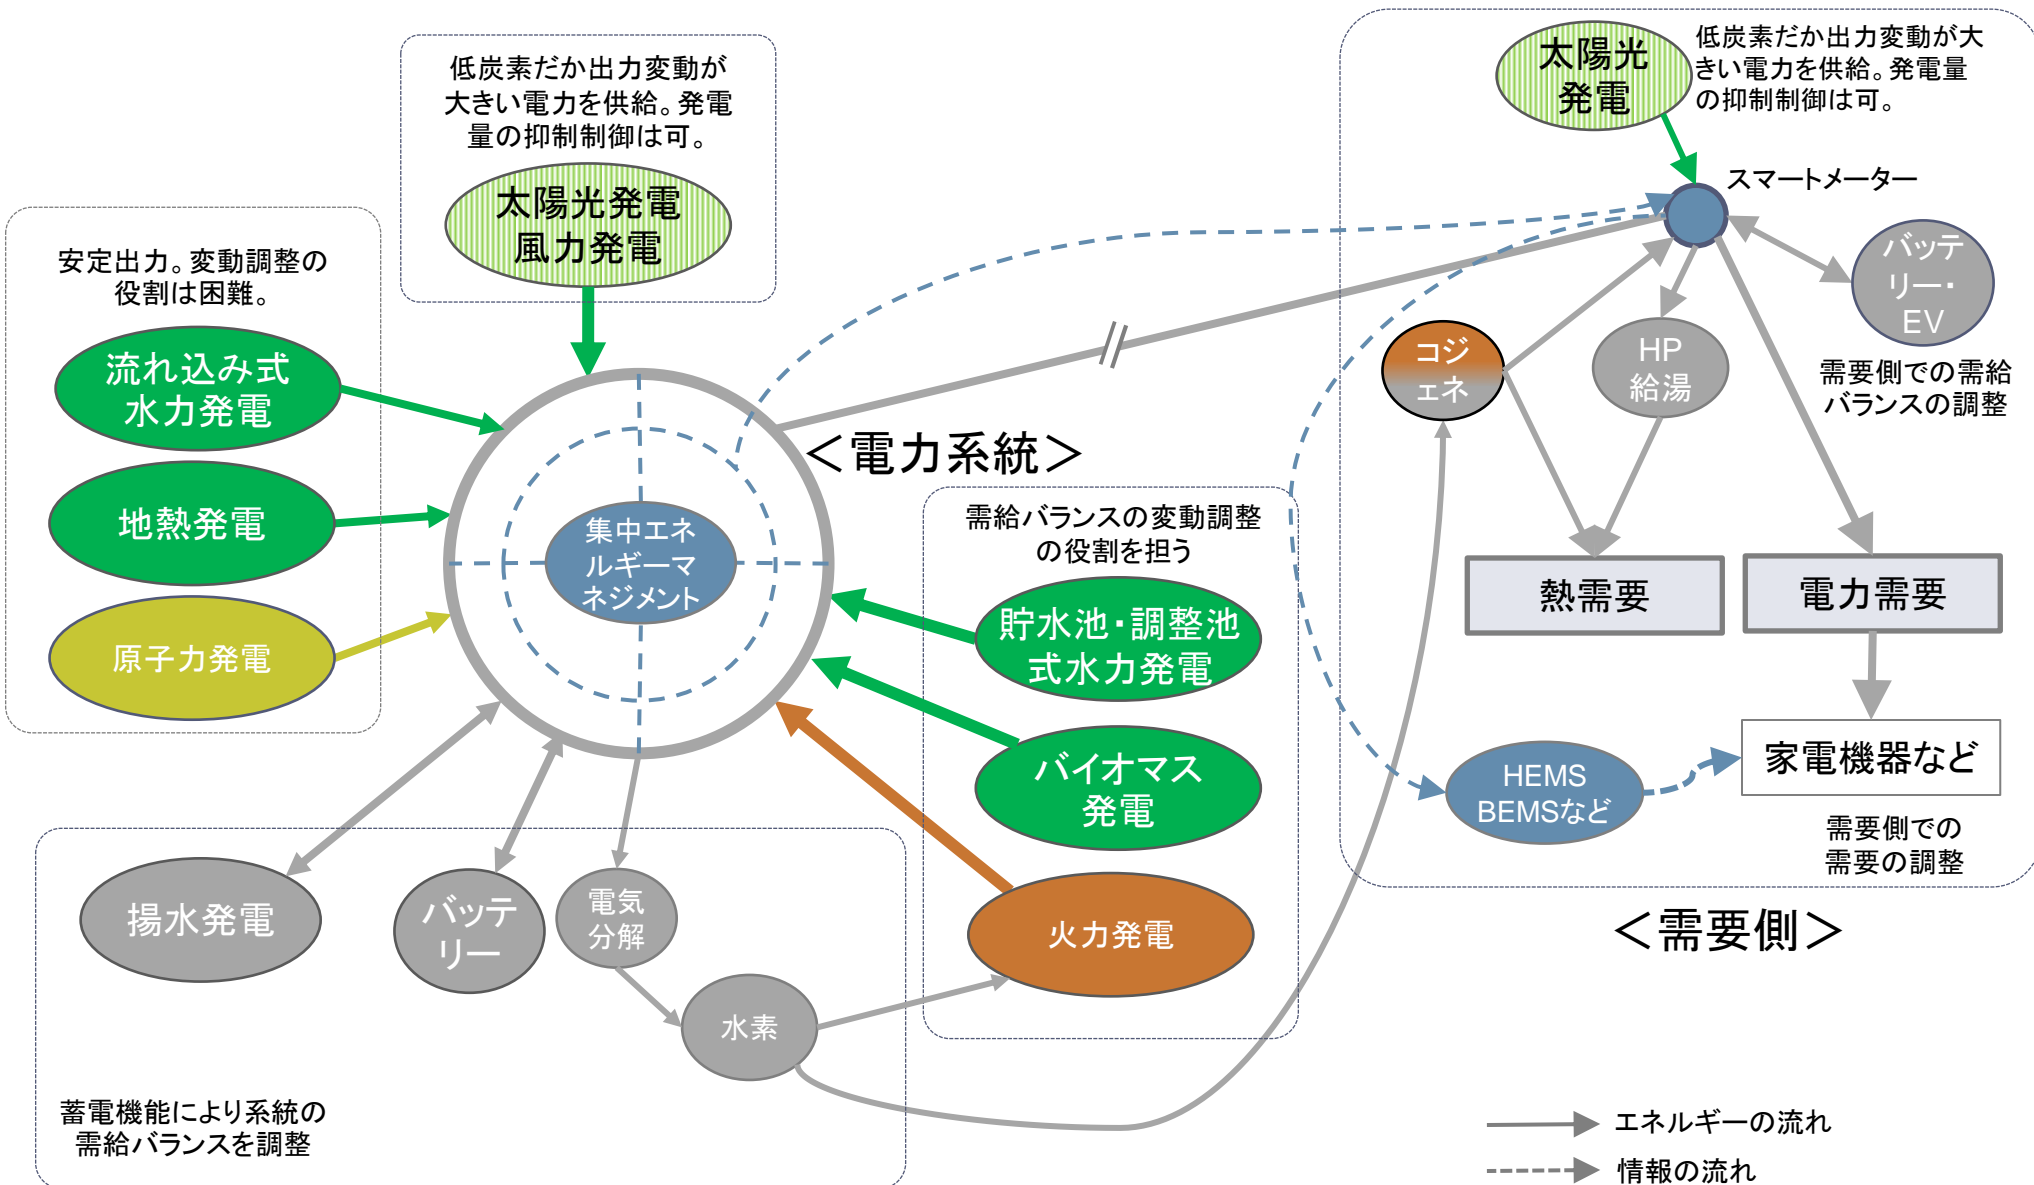 低炭素だか出力変動が
大きい電力を供給。発電
量の抑制制御は可。
太陽光発電
風力発電
安定出力。変動調整の
役割は困難。
流れ込み式
水力発電
地熱発電
原子力発電
集中エネ
ルギーマ
ネジメント
<電力系統>
需給バランスの変動調整
の役割を担う
貯水池・調整池
式水力発電
バイオマス
発電
火力発電
揚水発電
バッテ
リー
電気
分解
水素
蓄電機能により系統の
需給バランスを調整
太陽光
発電
低炭素だか出力変動が大
きい電力を供給。発電量
の抑制制御は可。
スマートメーター
バッテ
リー・
EV
コジ
ェネ
HP
給湯
需要側での需給
バランスの調整
熱需要
電力需要
家電機器など
HEMS
BEMSなど
需要側での
需要の調整
<需要側>
エネルギーの流れ
情報の流れ